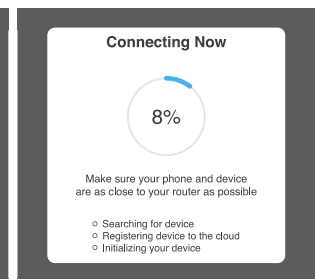 Connecting Now
8%
Make sure your phone and device
are as close to your router as possible
Searching for device
Registering device to the cloud
Initializing your device